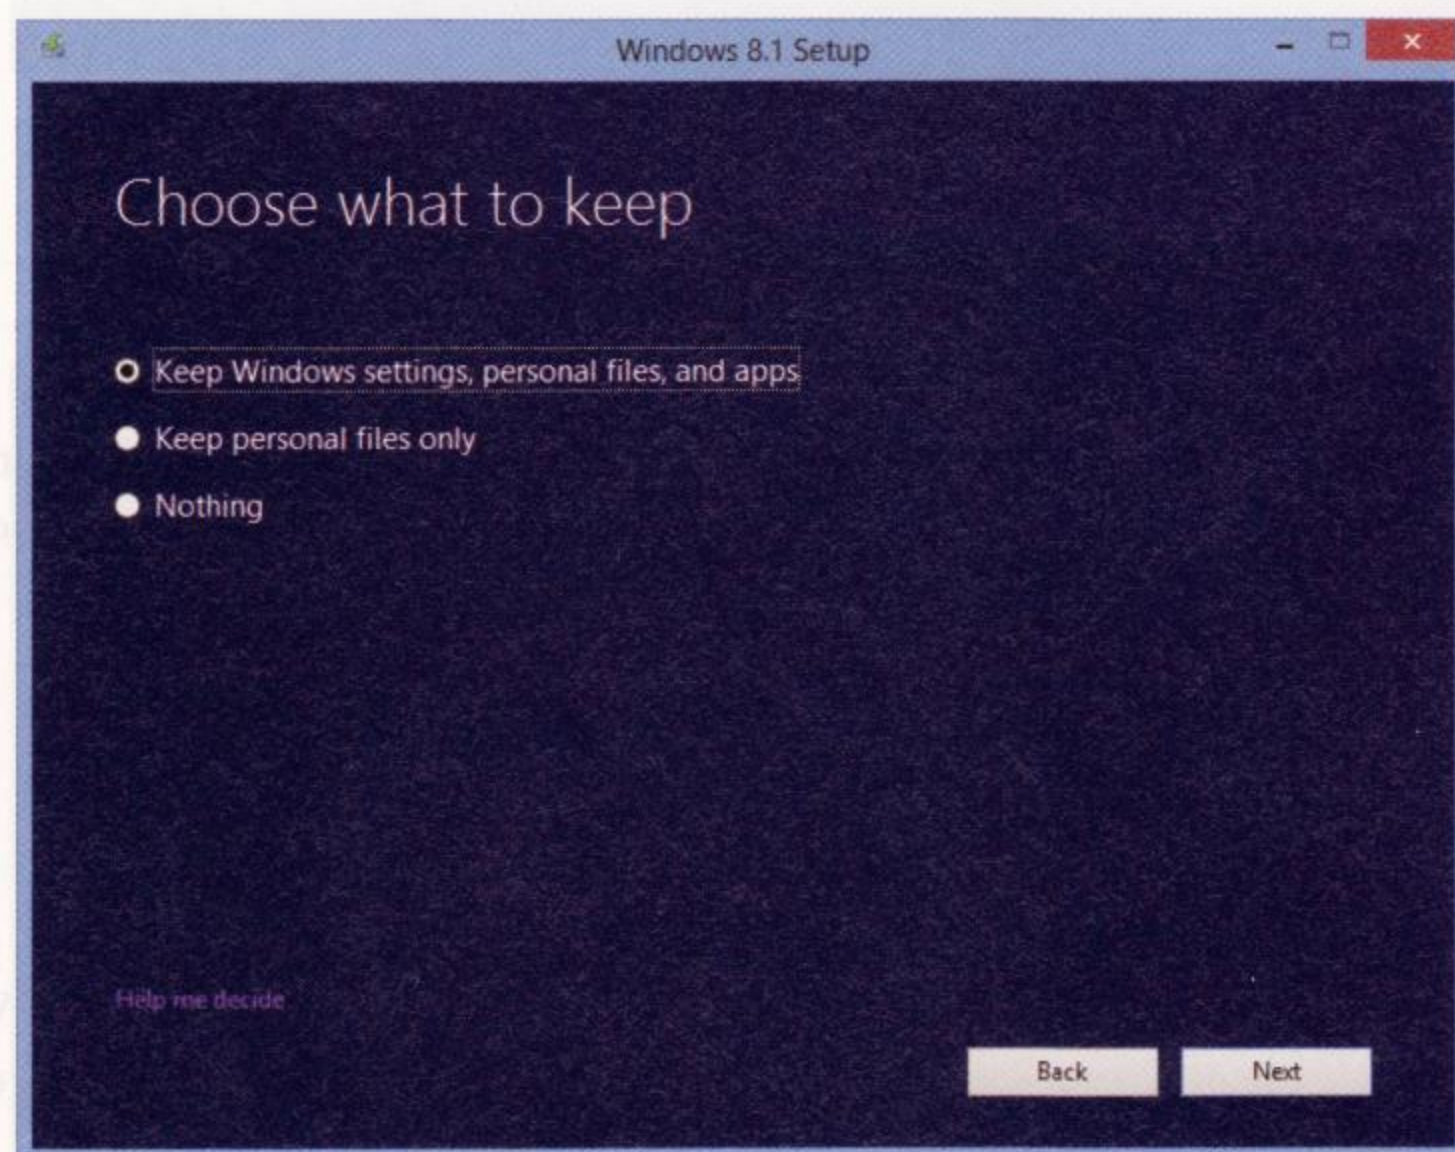 Windows 8.1 Setup
Choose what to keep
Keep Windows settings, personal files, and apps
Keep personal files only
Nothing
Help me decide
Back
Next